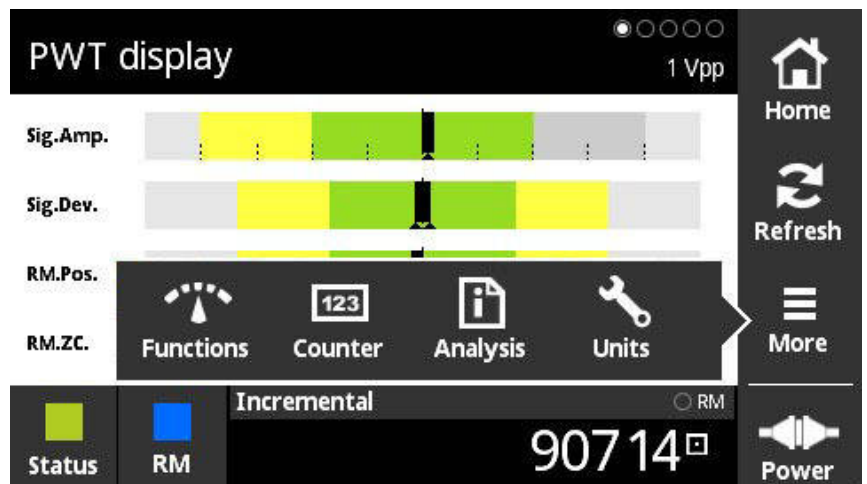 PWT display
1 Vpp
Home
Sig.Amp.
Sig.Dev.
Refresh
RM.Pos.
123
Functions Counter Analysis Units
More
RM.ZC.
Incremental
RM
90714
Status RM
Power